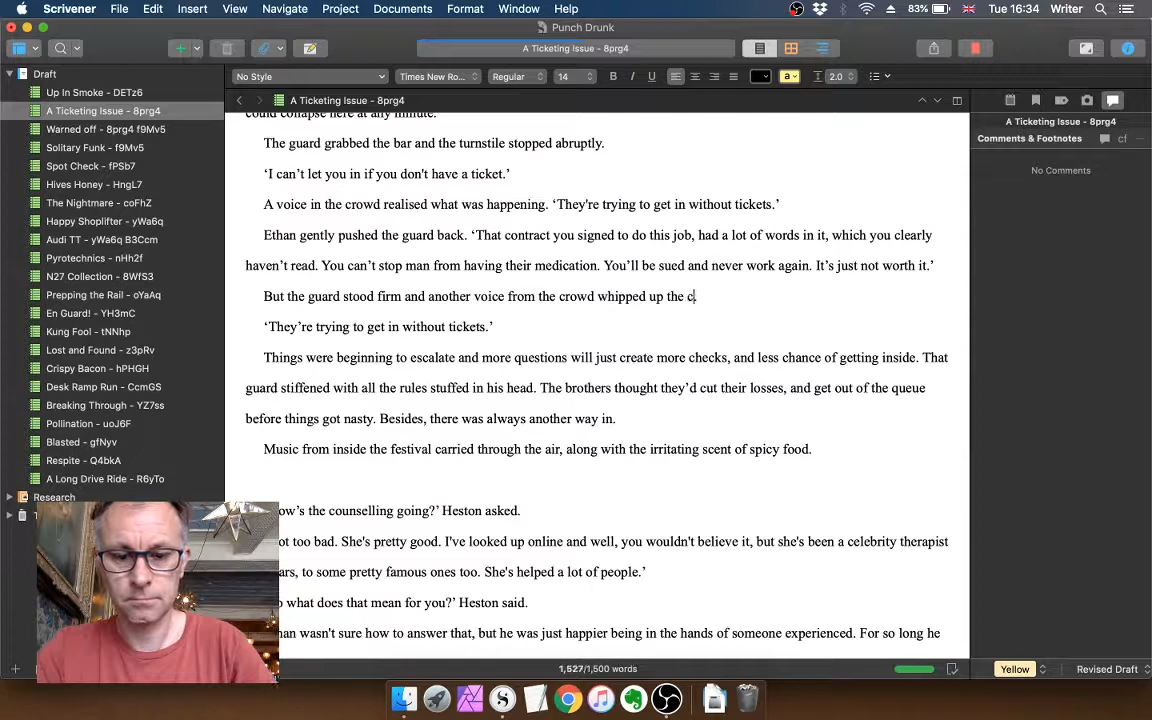 Scrivener File Edit Insert View Navigate Project Documents Format Window Help 83% Tue 16:34 Writer
Punch Drunk
A Ticketing Issue - 8prg4
Draft
Up In Smoke - DETz6
A Ticketing Issue - 8prg4
Warned off - 8prg4 f9Mv5
Solitary Funk - f9Mv5
Spot Check - fPSb7
Hives Honey - HngL7
The Nightmare - coFhZ
Happy Shoplifter - yWa6q
Audi TT - yWa6q B3Ccm
Pyrotechnics - nHh2f
N27 Collection - 8WfS3
Prepping the Rail - oYaAq
En Guard! - YH3mC
Kung Fool - tNNhp
Lost and Found - z3pRv
Crispy Bacon - hPHGH
Desk Ramp Run - CcmGS
Breaking Through - YZ7ss
Pollination - uoJ6F
Blasted - gfNyv
Respite - Q4bkA
A Long Drive Ride - R6yTo
Research
T
No Style Times New Ro... Regular 14 B I U a 2.0
A Ticketing Issue - 8prg4
could collapse here at any minute.
The guard grabbed the bar and the turnstile stopped abruptly.
‘I can’t let you in if you don't have a ticket.’
A voice in the crowd realised what was happening. ‘They're trying to get in without tickets.’
Ethan gently pushed the guard back. ‘That contract you signed to do this job, had a lot of words in it, which you clearly
haven’t read. You can’t stop man from having their medication. You’ll be sued and never work again. It’s just not worth it.’
But the guard stood firm and another voice from the crowd whipped up the c.
‘They’re trying to get in without tickets.’
Things were beginning to escalate and more questions will just create more checks, and less chance of getting inside. That
guard stiffened with all the rules stuffed in his head. The brothers thought they’d cut their losses, and get out of the queue
before things got nasty. Besides, there was always another way in.
Music from inside the festival carried through the air, along with the irritating scent of spicy food.
ow’s the counselling going?’ Heston asked.
ot too bad. She's pretty good. I've looked up online and well, you wouldn't believe it, but she's been a celebrity therapist
ars, to some pretty famous ones too. She's helped a lot of people.’
o what does that mean for you?’ Heston said.
han wasn't sure how to answer that, but he was just happier being in the hands of someone experienced. For so long he
1,527/1,500 words
A Ticketing Issue - 8prg4
Comments & Footnotes cf
No Comments
Yellow Revised Draft